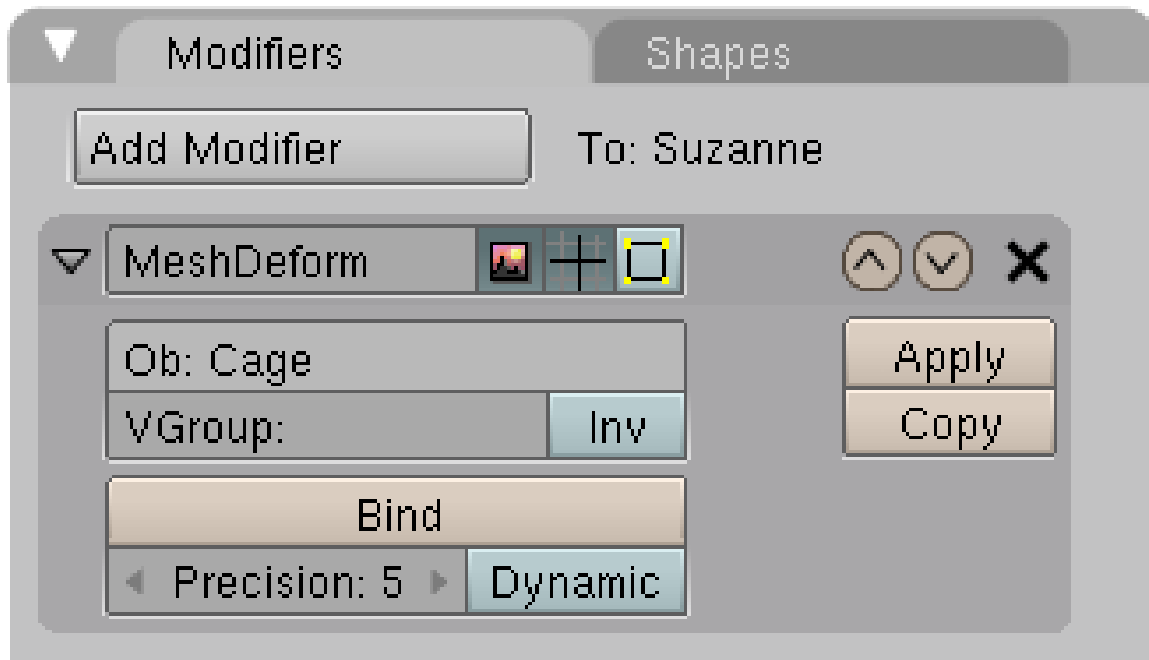 Modifiers Shapes
Add Modifier To: Suzanne
MeshDeform
Ob: Cage Apply
VGroup: Inv Copy
Bind
Precision: 5 Dynamic